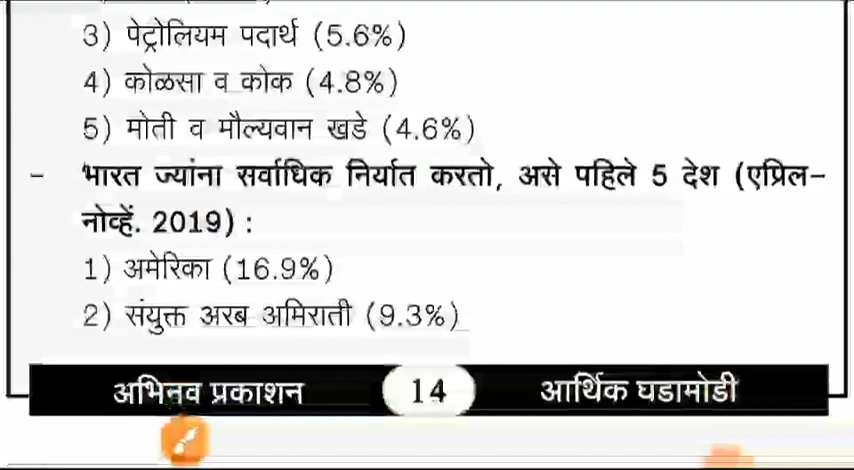 3) पेट्रोलियम पदार्थ (5.6%)
4) कोळसा व कोक (4.8%)
5) मोती व मौल्यवान खडे (4.6%)
- भारत ज्यांना सर्वाधिक निर्यात करतो, असे पहिले 5 देश (एप्रिल-
नोव्हें. 2019) :
1) अमेरिका (16.9%)
2) संयुक्त अरब अमिराती (9.3%)
अभिनव प्रकाशन 14 आर्थिक घडामोडी